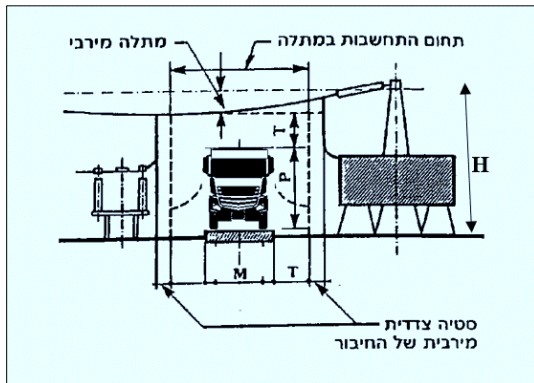 תחום התחשבות במתלה
מתלה מירבי
T
H
P
M
T
סטיה צדדית
מירבית של החיבור